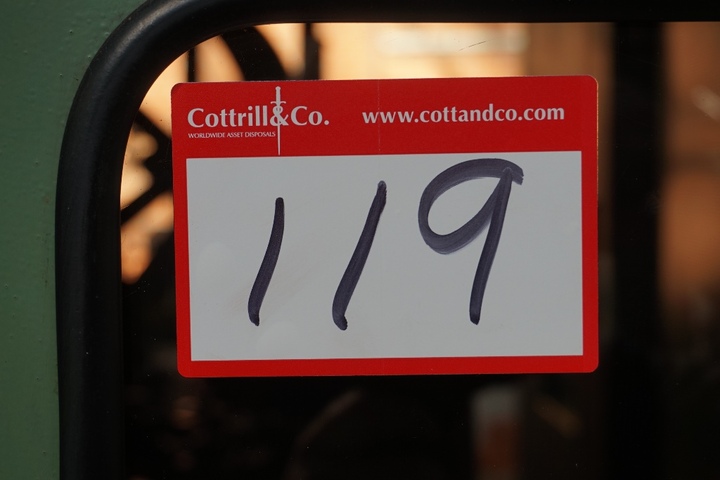 Cottrill&Co.
WORLDWIDE ASSET DISPOSALS
www.cottandco.com
119